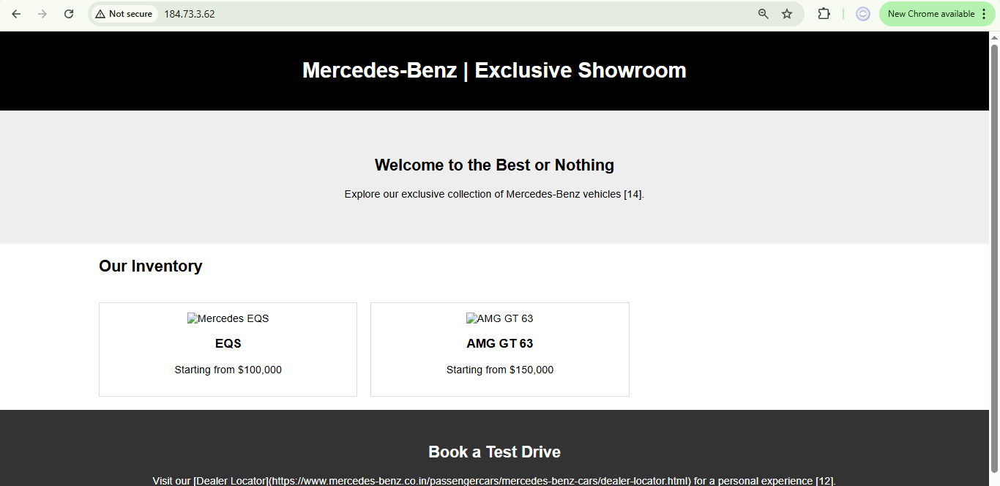 Not secure
184.73.3.62
New Chrome available
Mercedes-Benz | Exclusive Showroom
Welcome to the Best or Nothing
Explore our exclusive collection of Mercedes-Benz vehicles [14].
Our Inventory
Mercedes EQS
EQS
Starting from $100,000
AMG GT 63
AMG GT 63
Starting from $150,000
Book a Test Drive
Visit our [Dealer Locator](https://www.mercedes-benz.co.in/passengercars/mercedes-benz-cars/dealer-locator.html) for a personal experience [12].